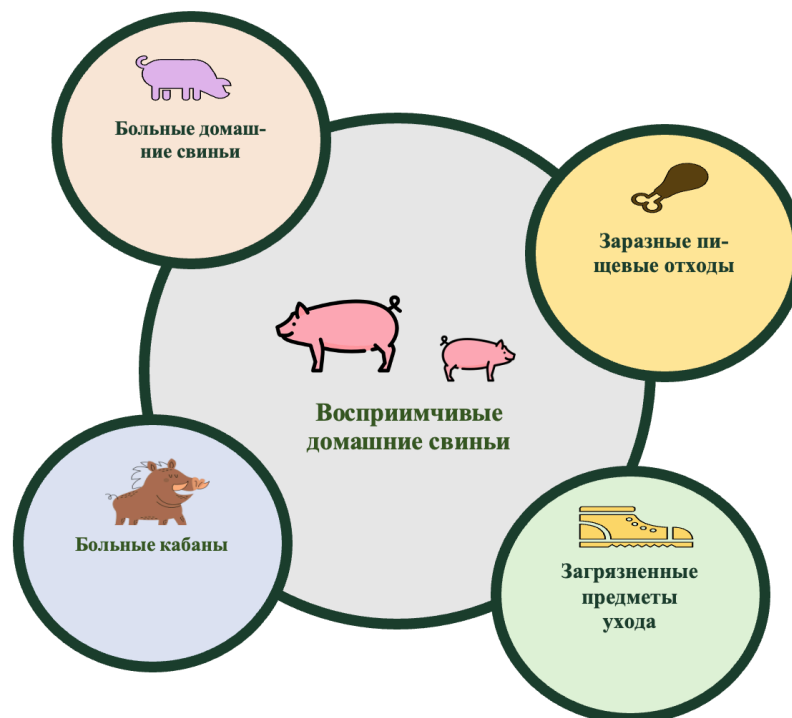 Больные домаш-
ние свиньи
Заразные пи-
щевые отходы
Восприимчивые
домашние свиньи
Больные кабаны
Загрязненные
предметы
ухода